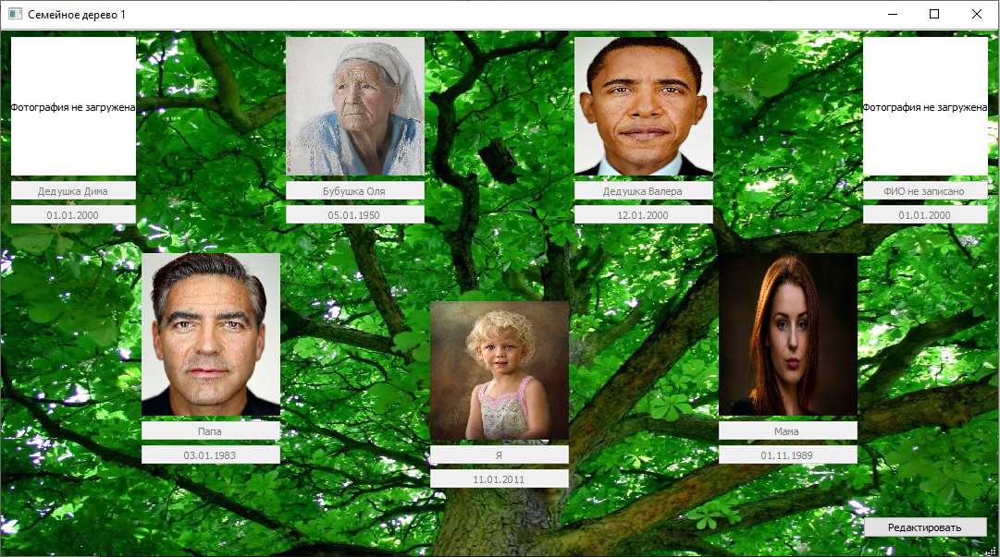 Семейное дерево 1
Фотография не загружена
Фотография не загружена
Дедушка Дима
Бубушка Оля
Дедушка Валера
ФИО не записано
01.01.2000
05.01.1950
12.01.2000
01.01.2000
Папа
Я
Мама
03.01.1983
11.01.2011
01.11.1989
Редактировать